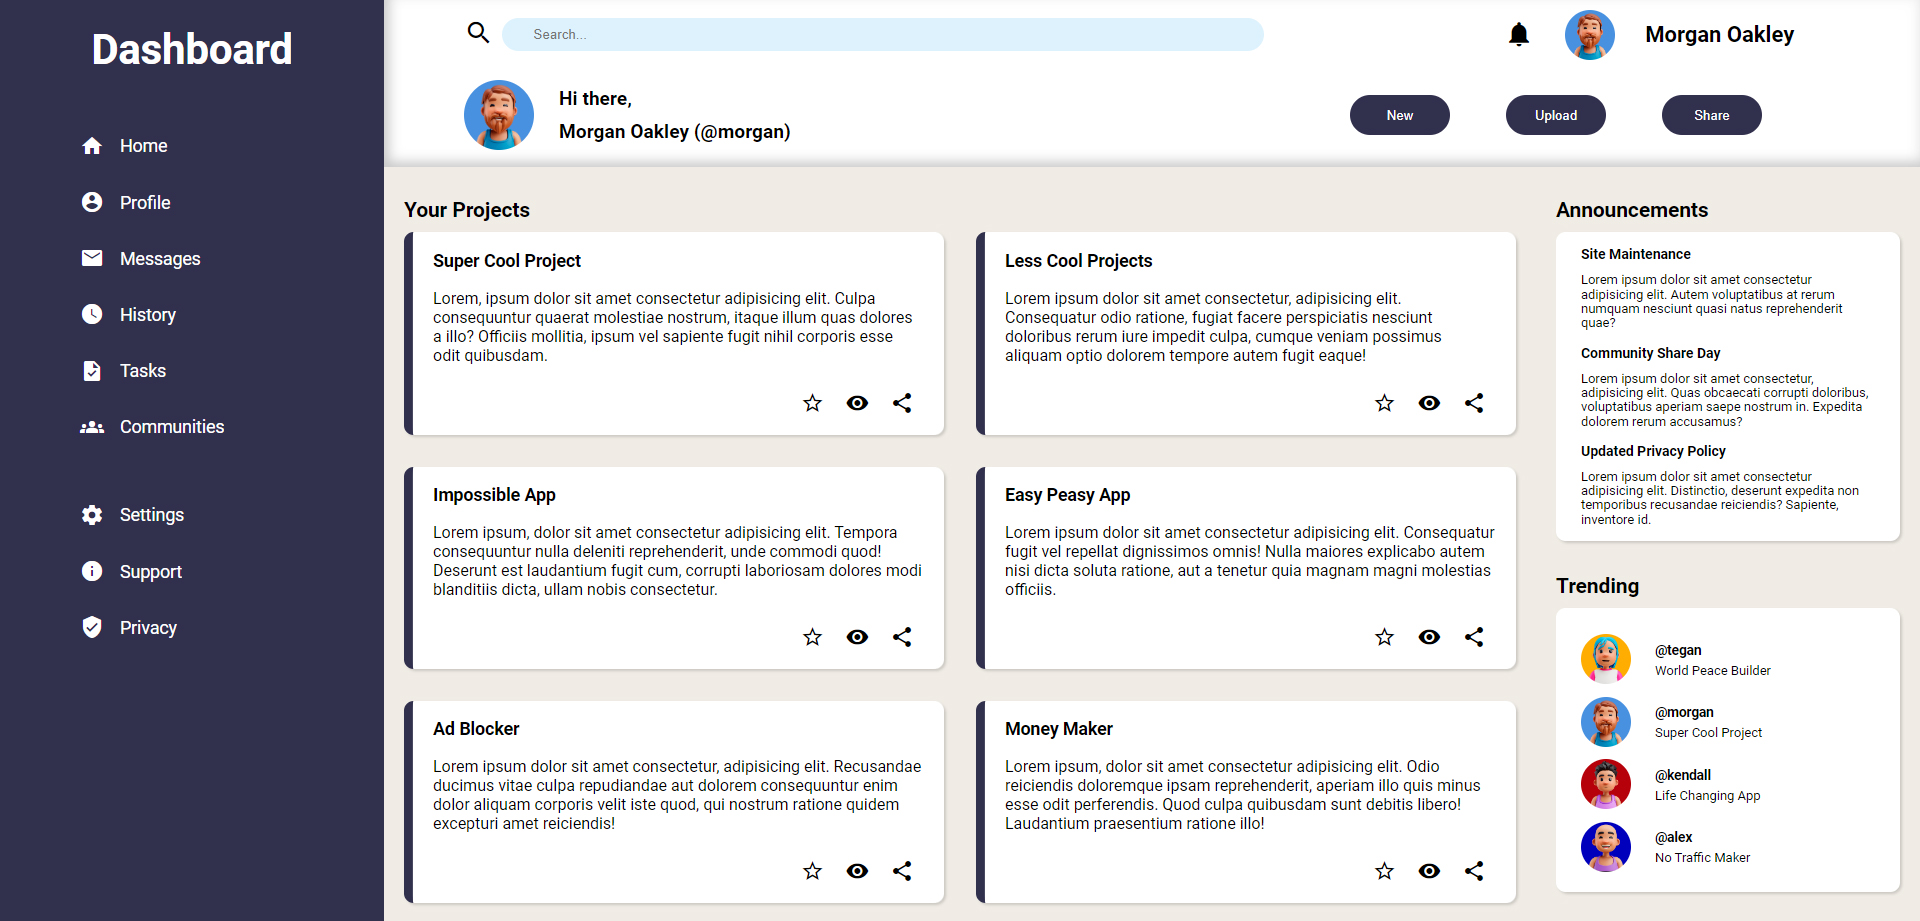 Dashboard
Home
Profile
Messages
History
Tasks
Communities
Settings
Support
Privacy
Search...
Morgan Oakley
Hi there,
Morgan Oakley (@morgan)
New
Upload
Share
Your Projects
Super Cool Project
Lorem, ipsum dolor sit amet consectetur adipisicing elit. Culpa
consequuntur quaerat molestiae nostrum, itaque illum quas dolores
a illo? Officiis mollitia, ipsum vel sapiente fugit nihil corporis esse
odit quibusdam.
Less Cool Projects
Lorem ipsum dolor sit amet consectetur, adipisicing elit.
Consequatur odio ratione, fugiat facere perspiciatis nesciunt
doloribus rerum iure impedit culpa, cumque veniam possimus
aliquam optio dolorem tempore autem fugit eaque!
Impossible App
Lorem ipsum, dolor sit amet consectetur adipisicing elit. Tempora
consequuntur nulla deleniti reprehenderit, unde commodi quod!
Deserunt est laudantium fugit cum, corrupti laboriosam dolores modi
blanditiis dicta, ullam nobis consectetur.
Easy Peasy App
Lorem ipsum dolor sit amet consectetur adipisicing elit. Consequatur
fugit vel repellat dignissimos omnis! Nulla maiores explicabo autem
nisi dicta soluta ratione, aut a tenetur quia magnam magni molestias
officiis.
Ad Blocker
Lorem ipsum dolor sit amet consectetur, adipisicing elit. Recusandae
ducimus vitae culpa repudiandae aut dolorem consequuntur enim
dolor aliquam corporis velit iste quod, qui nostrum ratione quidem
excepturi amet reiciendis!
Money Maker
Lorem ipsum, dolor sit amet consectetur adipisicing elit. Odio
reiciendis doloremque ipsam reprehenderit, aperiam illo quis minus
esse odit perferendis. Quod culpa quibusdam sunt debitis libero!
Laudantium praesentium ratione illo!
Announcements
Site Maintenance
Lorem ipsum dolor sit amet consectetur
adipisicing elit. Autem voluptatibus at rerum
numquam nesciunt quasi natus reprehenderit
quae?
Community Share Day
Lorem ipsum dolor sit amet consectetur,
adipisicing elit. Quas obcaecati corrupti doloribus,
voluptatibus aperiam saepe nostrum in. Expedita
dolorem rerum accusamus?
Updated Privacy Policy
Lorem ipsum dolor sit amet consectetur
adipisicing elit. Distinctio, deserunt expedita non
temporibus recusandae reiciendis? Sapiente,
inventore id.
Trending
@tegan
World Peace Builder
@morgan
Super Cool Project
@kendall
Life Changing App
@alex
No Traffic Maker